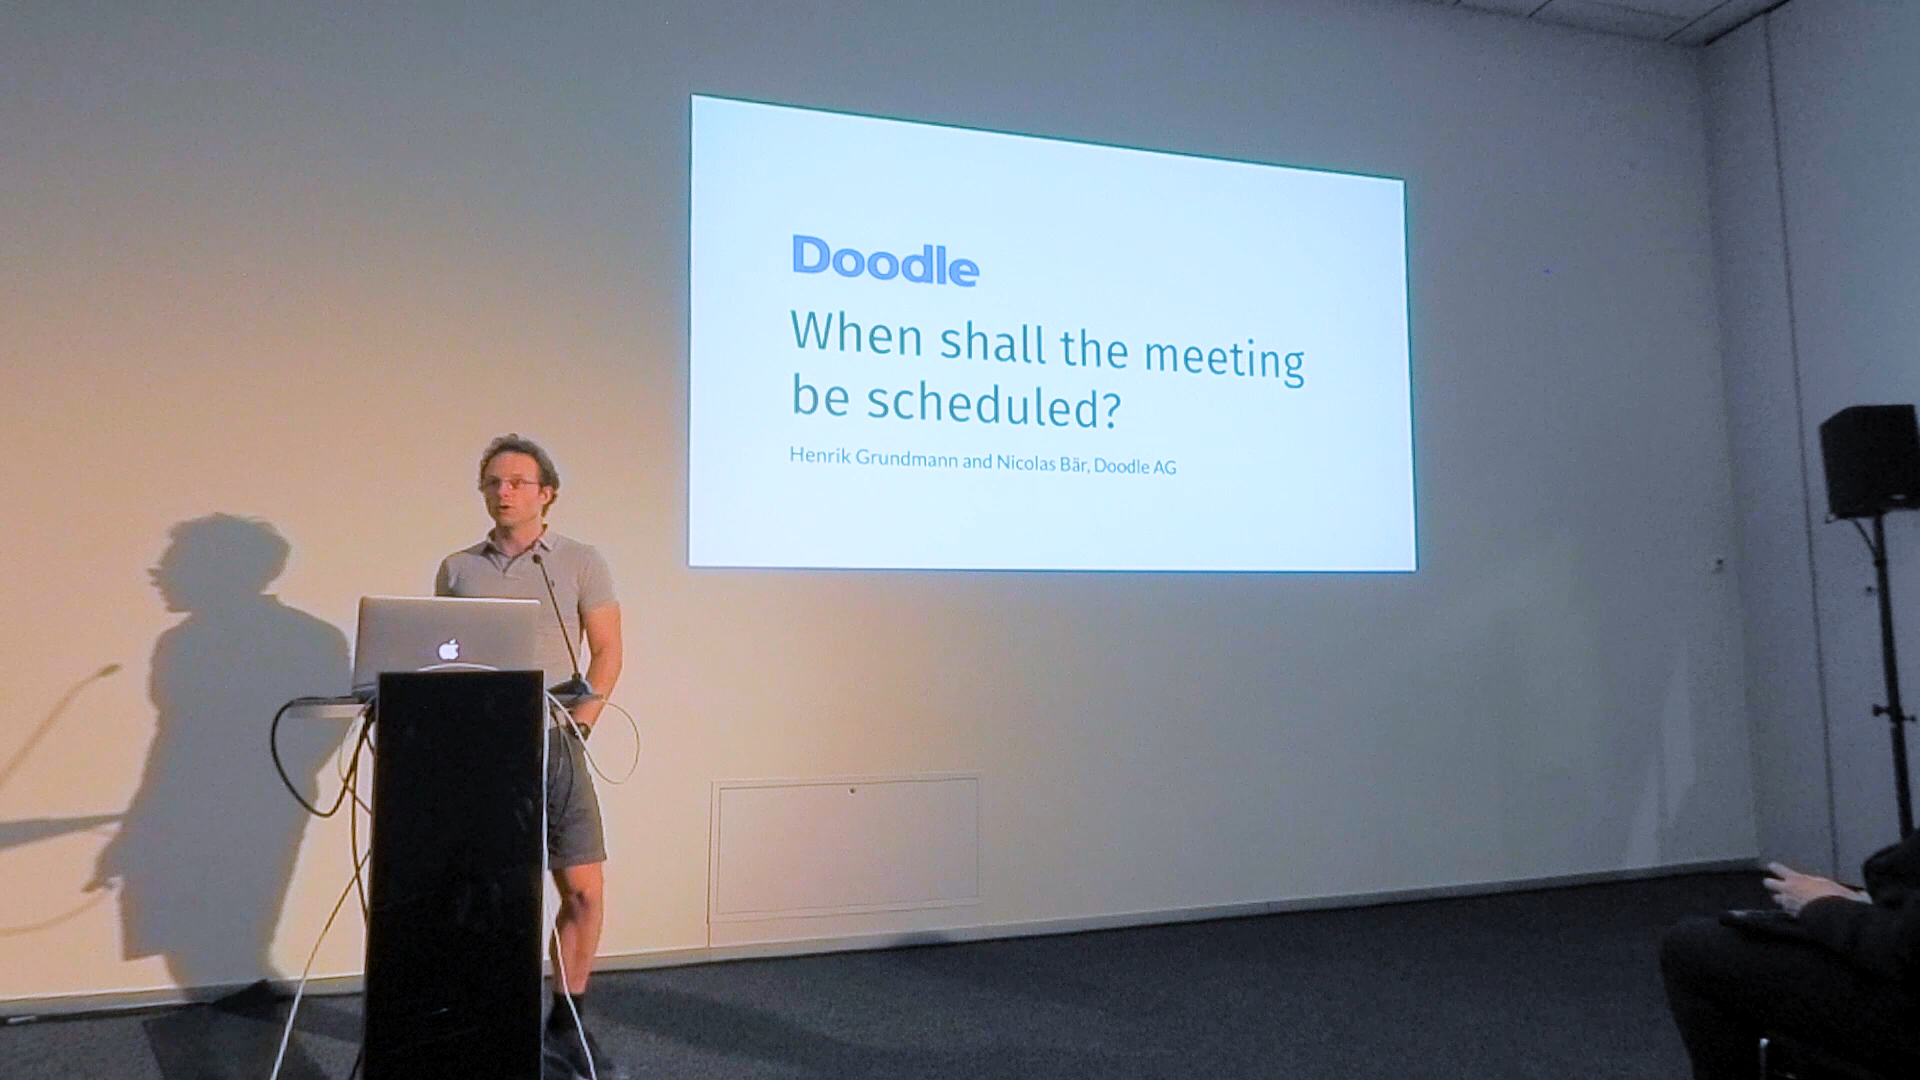 Doodle
When shall the meeting
be scheduled?
Henrik Grundmann and Nicolas Bär, Doodle AG